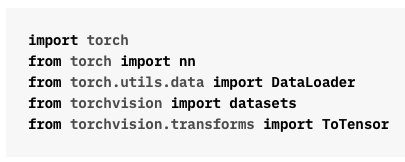 import torch
from torch import nn
from torch.utils.data import DataLoader
from torchvision import datasets
from torchvision.transforms import ToTensor